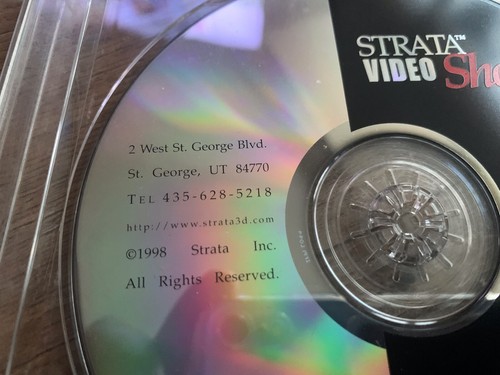 STRATA™
VIDEO
2 West St. George Blvd.
St. George, UT 84770
TEL 435-628-5218
http://www.strata3d.com
©1998 Strata Inc.
All Rights Reserved.